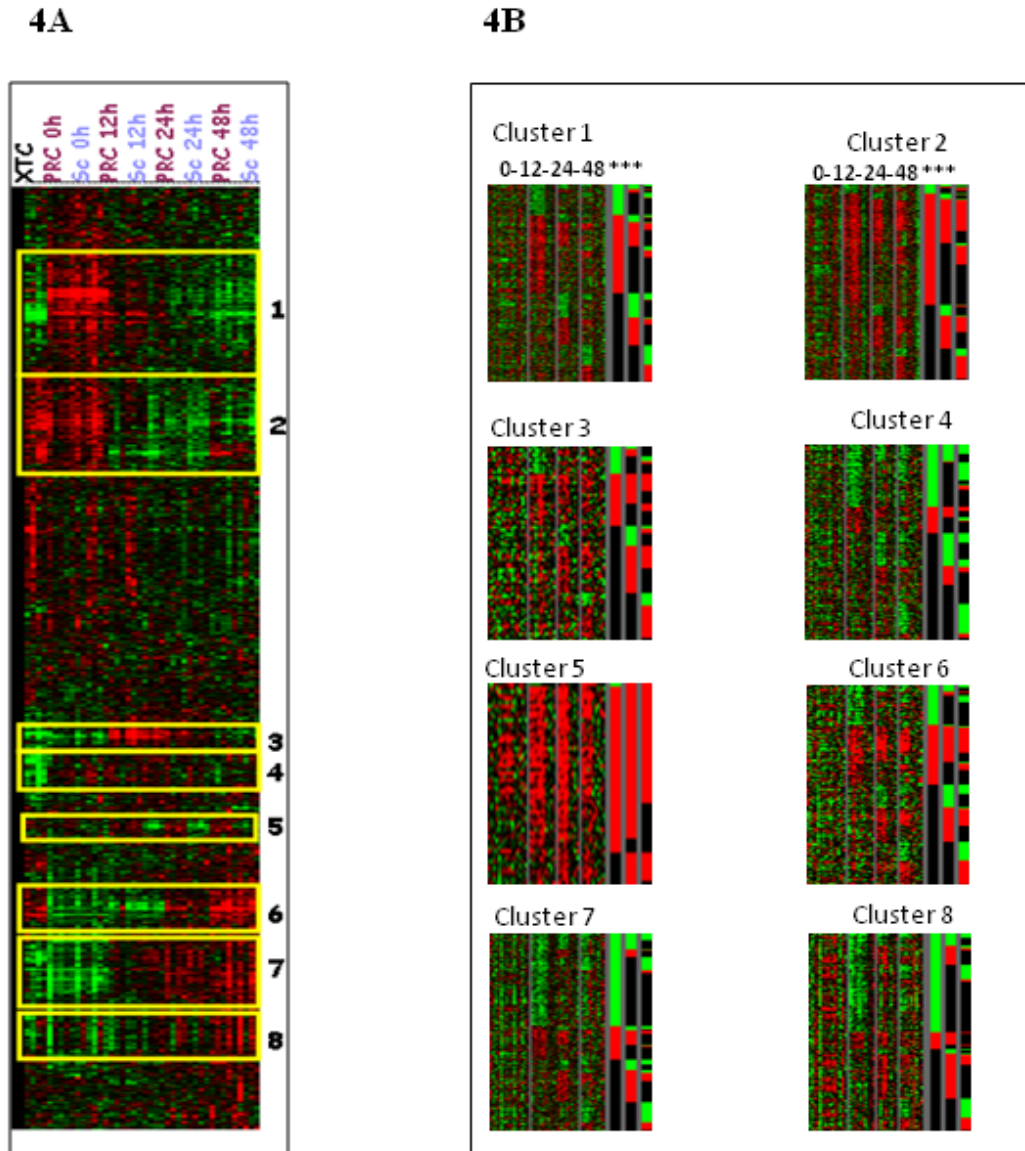 4A
4B
XTC
PRC 0h
Sc 0h
PRC 12h
Sc 12h
PRC 24h
Sc 24h
PRC 48h
Sc 48h
1
2
3
4
5
6
7
8
Cluster 1
0-12-24-48 ***
Cluster 2
0-12-24-48 ***
Cluster 3
Cluster 4
Cluster 5
Cluster 6
Cluster 7
Cluster 8